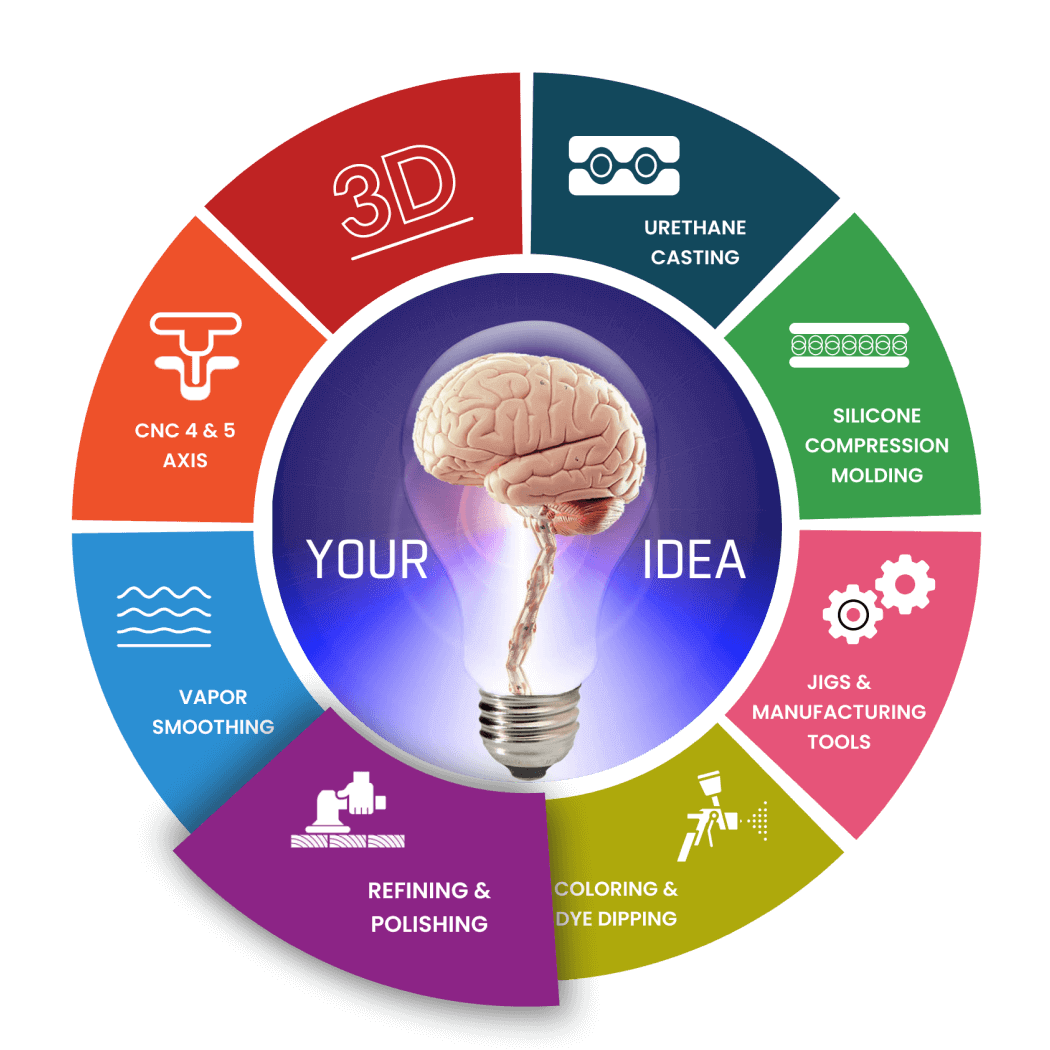 3D
URETHANE
CASTING
SILICONE
COMPRESSION
MOLDING
JIGS &
MANUFACTURING
TOOLS
COLORING &
DYE DIPPING
REFINING &
POLISHING
VAPOR
SMOOTHING
CNC 4 & 5
AXIS
YOUR IDEA